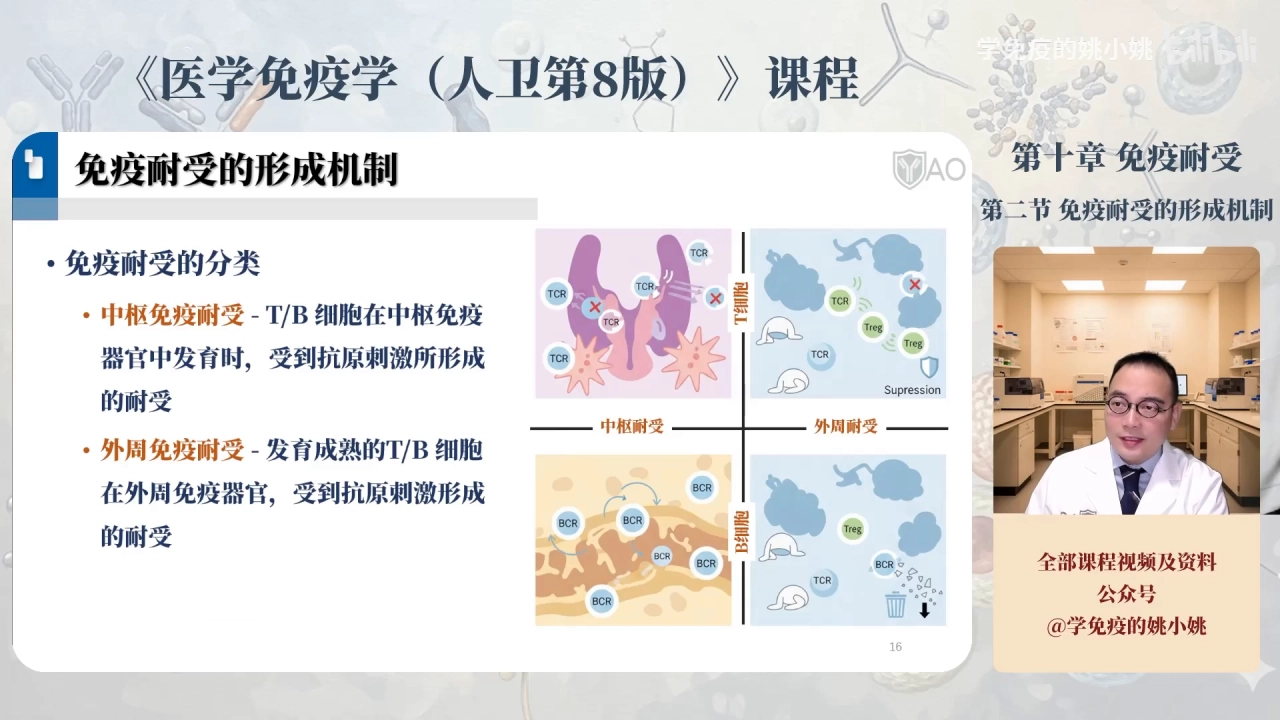 学免疫的姚小姚 bilibili
《医学免疫学（人卫第8版）》课程
免疫耐受的形成机制
AO
第十章 免疫耐受
第二节 免疫耐受的形成机制
• 免疫耐受的分类
• 中枢免疫耐受 - T/B 细胞在中枢免疫
器官中发育时，受到抗原刺激所形成
的耐受
• 外周免疫耐受 - 发育成熟的T/B 细胞
在外周免疫器官，受到抗原刺激形成
的耐受
TCR
TCR
TCR
TCR
TCR
T细胞
TCR
Treg
Treg
TCR
Supression
中枢耐受
外周耐受
BCR
BCR
BCR
BCR
BCR
BCR
B细胞
Treg
BCR
TCR
16
全部课程视频及资料
公众号
@学免疫的姚小姚